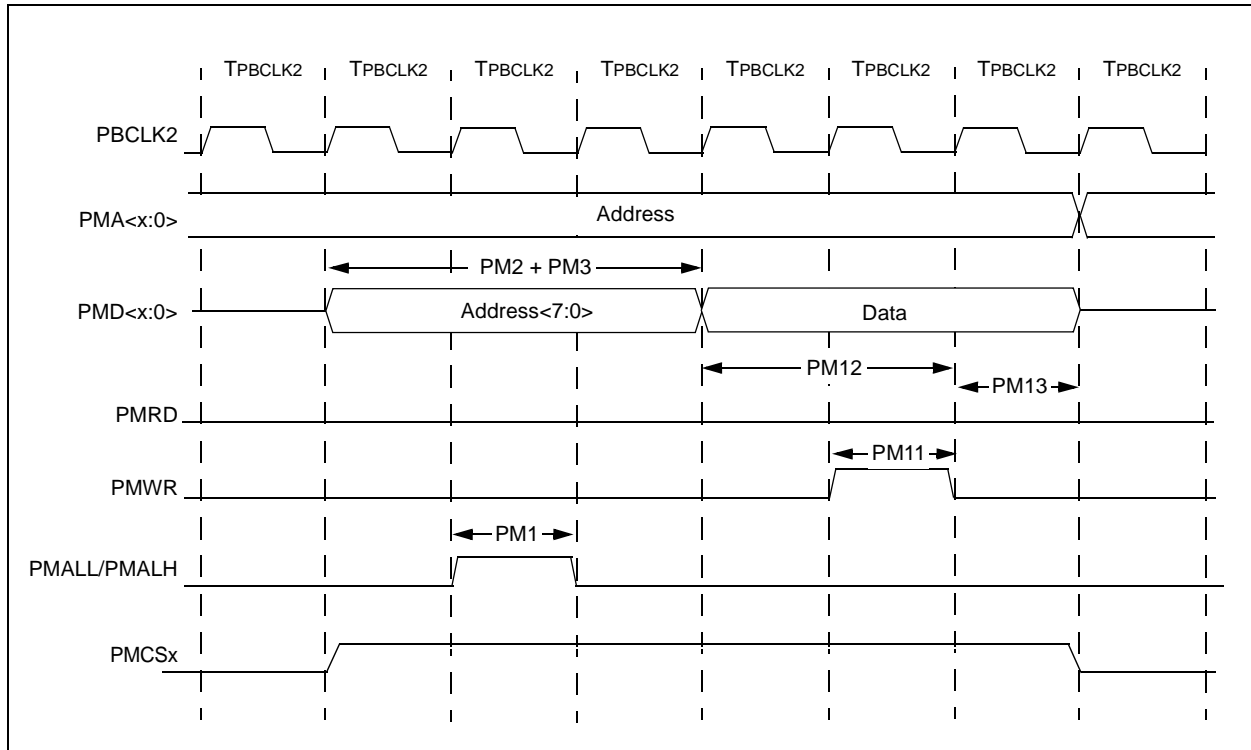 TPBCLK2 TPBCLK2 TPBCLK2 TPBCLK2 TPBCLK2 TPBCLK2 TPBCLK2 TPBCLK2
PBCLK2
PMA<x:0> Address
PM2 + PM3
PMD<x:0> Address<7:0> Data
PM12
PM13
PMRD
PM11
PMWR
PM1
PMALL/PMALH
PMCSx